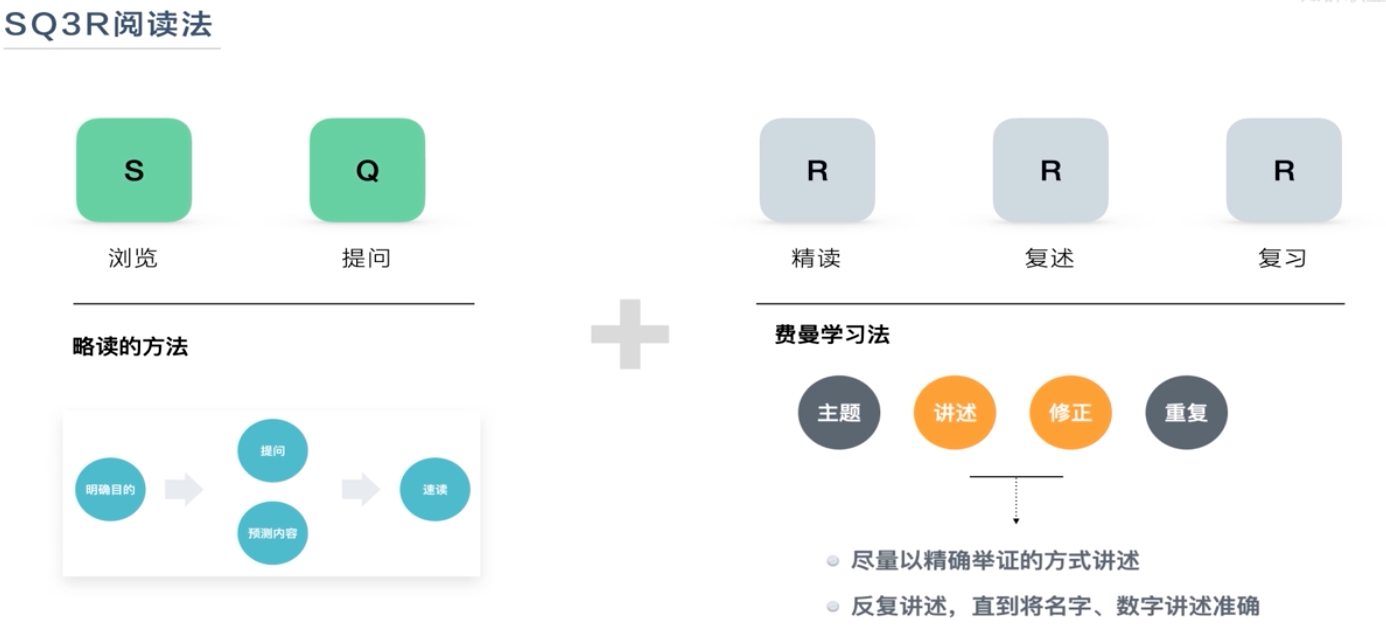 SQ3R阅读法
S
Q
浏览
提问
略读的方法
明确目的
提问
预测内容
速读
R
R
R
精读
复述
复习
费曼学习法
主题
讲述
修正
重复
尽量以精确举证的方式讲述
反复讲述，直到将名字、数字讲述准确